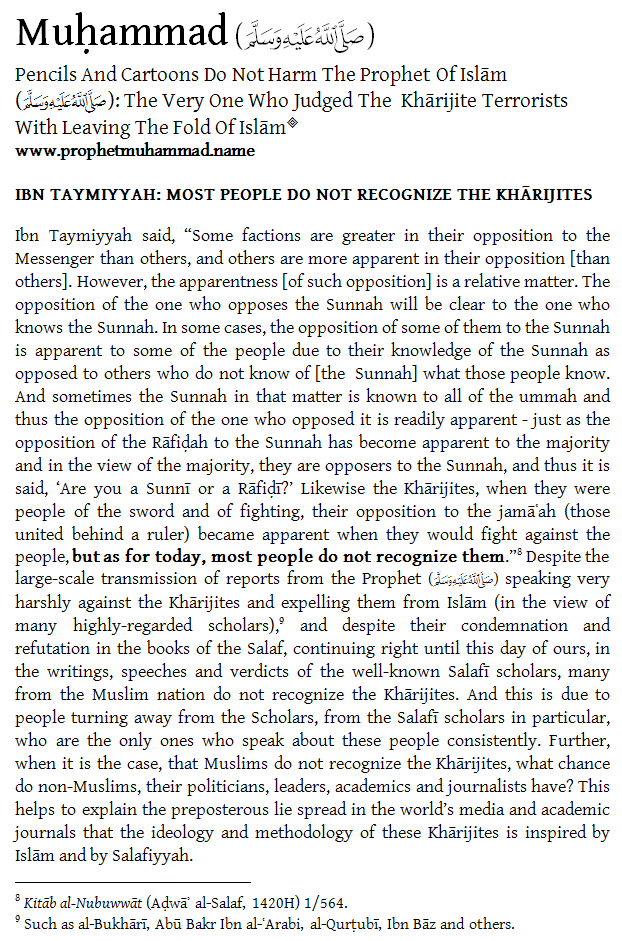 Muḥammad (ﷺ)
Pencils And Cartoons Do Not Harm The Prophet Of Islām
(ﷺ): The Very One Who Judged The Khārijite Terrorists
With Leaving The Fold Of Islām
www.prophetmuhammad.name
IBN TAYMIYYAH: MOST PEOPLE DO NOT RECOGNIZE THE KHĀRIJITES
Ibn Taymiyyah said, “Some factions are greater in their opposition to the
Messenger than others, and others are more apparent in their opposition [than
others]. However, the apparentness [of such opposition] is a relative matter. The
opposition of the one who opposes the Sunnah will be clear to the one who
knows the Sunnah. In some cases, the opposition of some of them to the Sunnah
is apparent to some of the people due to their knowledge of the Sunnah as
opposed to others who do not know of [the Sunnah] what those people know.
And sometimes the Sunnah in that matter is known to all of the ummah and
thus the opposition of the one who opposed it is readily apparent - just as the
opposition of the Rāfiḍah to the Sunnah has become apparent to the majority
and in the view of the majority, they are opposers to the Sunnah, and thus it is
said, ‘Are you a Sunnī or a Rāfiḍī?’ Likewise the Khārijites, when they were
people of the sword and of fighting, their opposition to the jamāʿah (those
united behind a ruler) became apparent when they would fight against the
people, but as for today, most people do not recognize them.”⁸ Despite the
large-scale transmission of reports from the Prophet (ﷺ) speaking very
harshly against the Khārijites and expelling them from Islām (in the view of
many highly-regarded scholars),⁹ and despite their condemnation and
refutation in the books of the Salaf, continuing right until this day of ours, in
the writings, speeches and verdicts of the well-known Salafī scholars, many
from the Muslim nation do not recognize the Khārijites. And this is due to
people turning away from the Scholars, from the Salafī scholars in particular,
who are the only ones who speak about these people consistently. Further,
when it is the case, that Muslims do not recognize the Khārijites, what chance
do non-Muslims, their politicians, leaders, academics and journalists have? This
helps to explain the preposterous lie spread in the world’s media and academic
journals that the ideology and methodology of these Khārijites is inspired by
Islām and by Salafiyyah.
⁸ Kitāb al-Nubuwwāt (Aḍwāʾ al-Salaf, 1420H) 1/564.
⁹ Such as al-Bukhārī, Abū Bakr Ibn al-ʿArabi, al-Qurṭubī, Ibn Bāz and others.